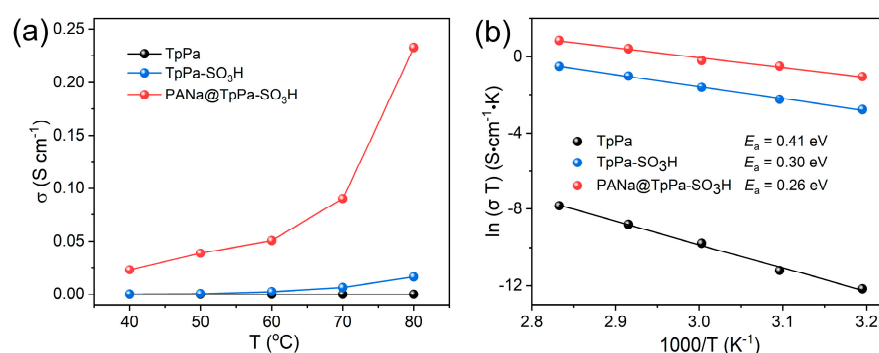 (a)
0.25
0.20
0.15
0.10
0.05
0.00
σ (S cm⁻¹)
TpPa
TpPa-SO₃H
PANa@TpPa-SO₃H
40 50 60 70 80
T (°C)
(b)
0
-4
-8
-12
ln (σ T) (S•cm⁻¹•K)
TpPa Eₐ = 0.41 eV
TpPa-SO₃H Eₐ = 0.30 eV
PANa@TpPa-SO₃H Eₐ = 0.26 eV
2.8 2.9 3.0 3.1 3.2
1000/T (K⁻¹)